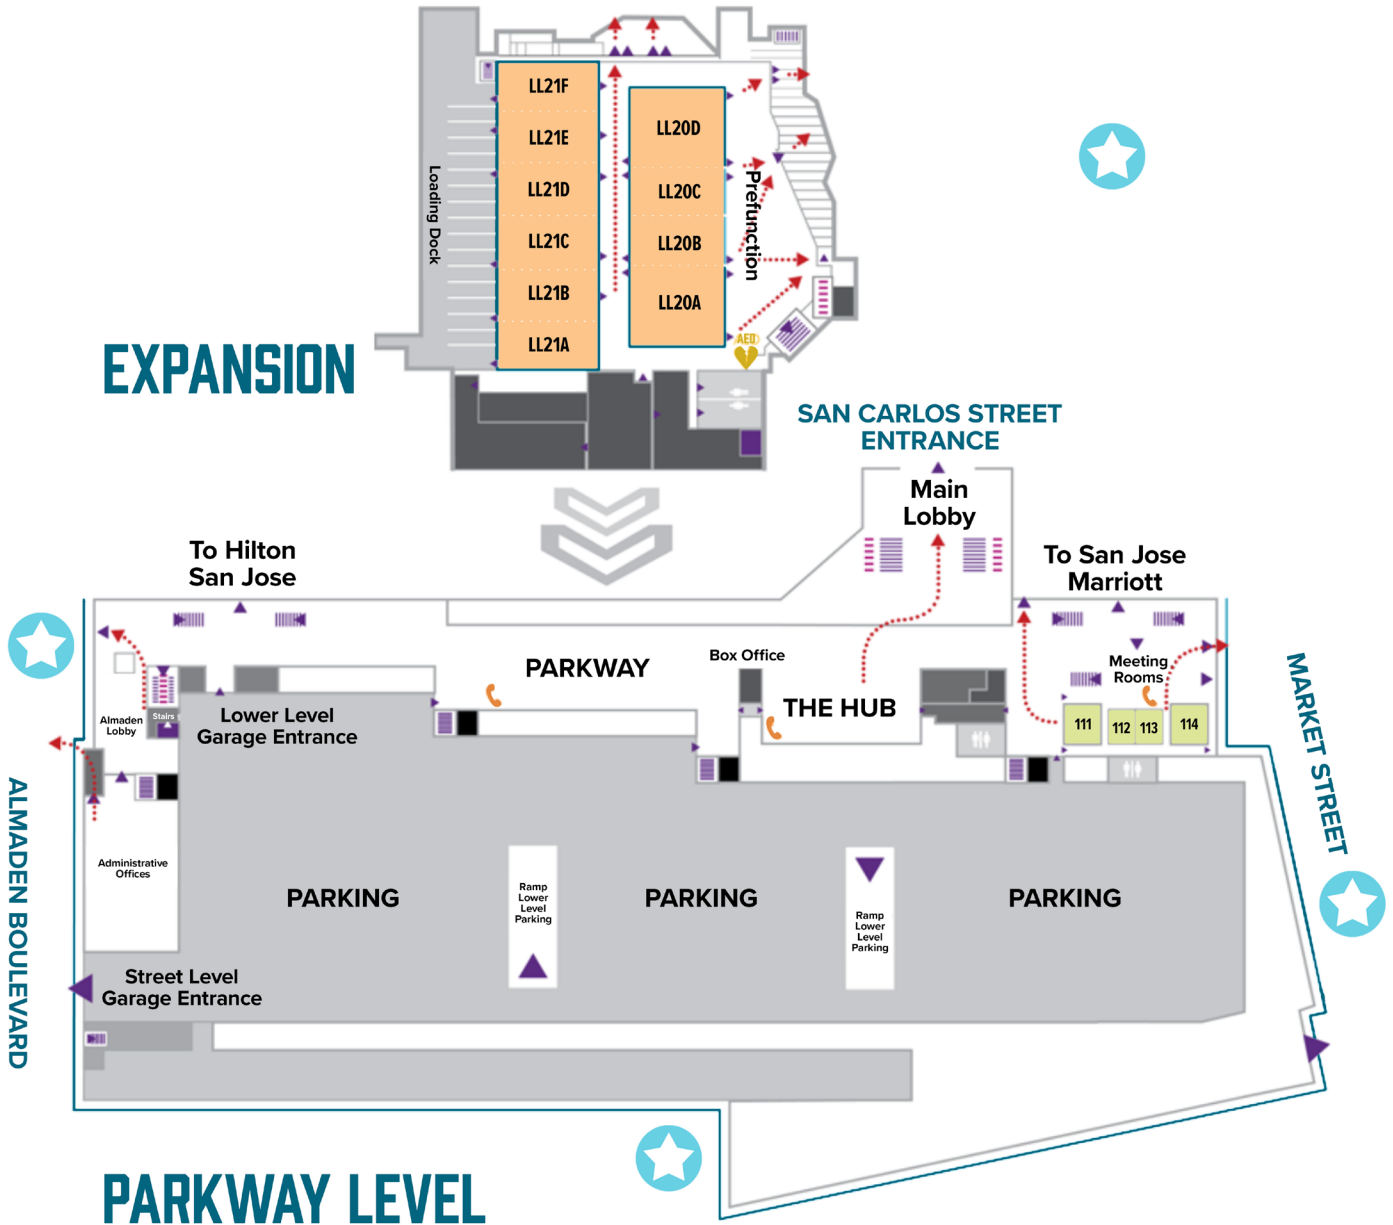 LL21F
LL21E
LL21D
LL21C
LL21B
LL21A
LL20D
LL20C
LL20B
LL20A
Loading Dock
Prefunction
AED
EXPANSION
SAN CARLOS STREET
ENTRANCE
Main
Lobby
To Hilton
San Jose
To San Jose
Marriott
PARKWAY
Box Office
THE HUB
Meeting
Rooms
111
112
113
114
Almaden
Lobby
Stairs
Lower Level
Garage Entrance
MARKET STREET
ALMADEN BOULEVARD
Administrative
Offices
PARKING
Ramp
Lower
Level
Parking
PARKING
Ramp
Lower
Level
Parking
PARKING
Street Level
Garage Entrance
PARKWAY LEVEL